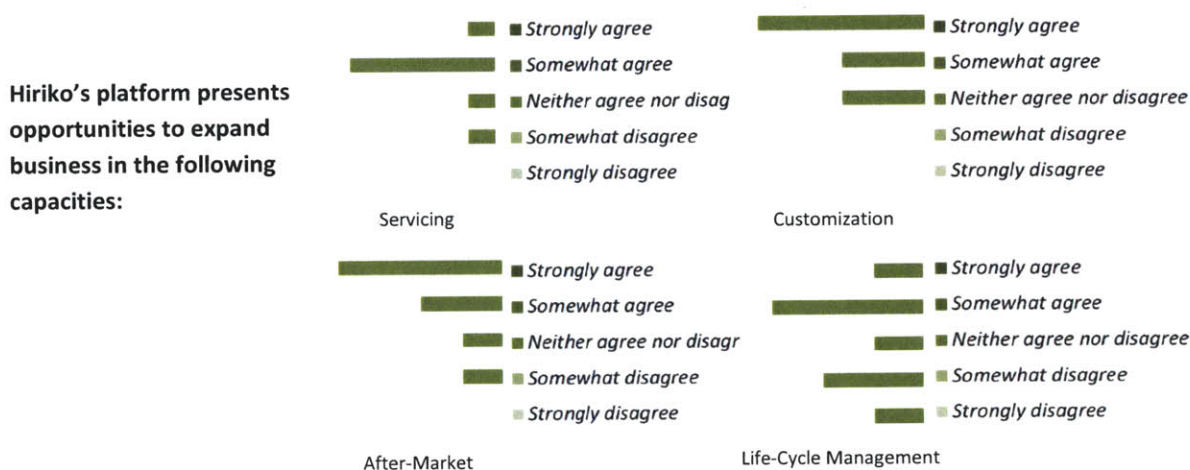 Hiriko's platform presents
opportunities to expand
business in the following
capacities:
Strongly agree
Somewhat agree
Neither agree nor disag
Somewhat disagree
Strongly disagree
Servicing
Strongly agree
Somewhat agree
Neither agree nor disagree
Somewhat disagree
Strongly disagree
Customization
Strongly agree
Somewhat agree
Neither agree nor disagr
Somewhat disagree
Strongly disagree
After-Market
Strongly agree
Somewhat agree
Neither agree nor disagree
Somewhat disagree
Strongly disagree
Life-Cycle Management